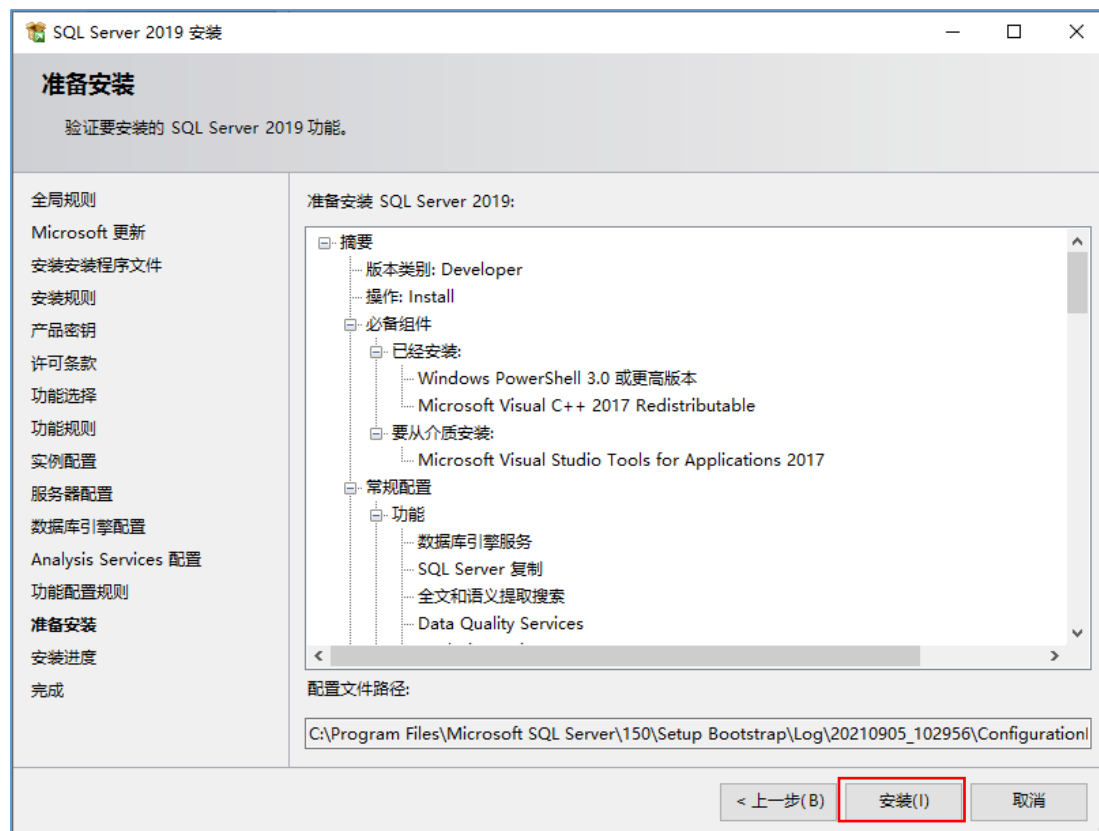 SQL Server 2019 安装
准备安装
验证要安装的 SQL Server 2019 功能。
全局规则
Microsoft 更新
安装安装程序文件
安装规则
产品密钥
许可条款
功能选择
功能规则
实例配置
服务器配置
数据库引擎配置
Analysis Services 配置
功能配置规则
准备安装
安装进度
完成
准备安装 SQL Server 2019:
摘要
版本类别: Developer
操作: Install
必备组件
已经安装:
Windows PowerShell 3.0 或更高版本
Microsoft Visual C++ 2017 Redistributable
要从介质安装:
Microsoft Visual Studio Tools for Applications 2017
常规配置
功能
数据库引擎服务
SQL Server 复制
全文和语义提取搜索
Data Quality Services
配置文件路径:
C:\Program Files\Microsoft SQL Server\150\Setup Bootstrap\Log\20210905_102956\Configuration
< 上一步(B) 安装(I) 取消